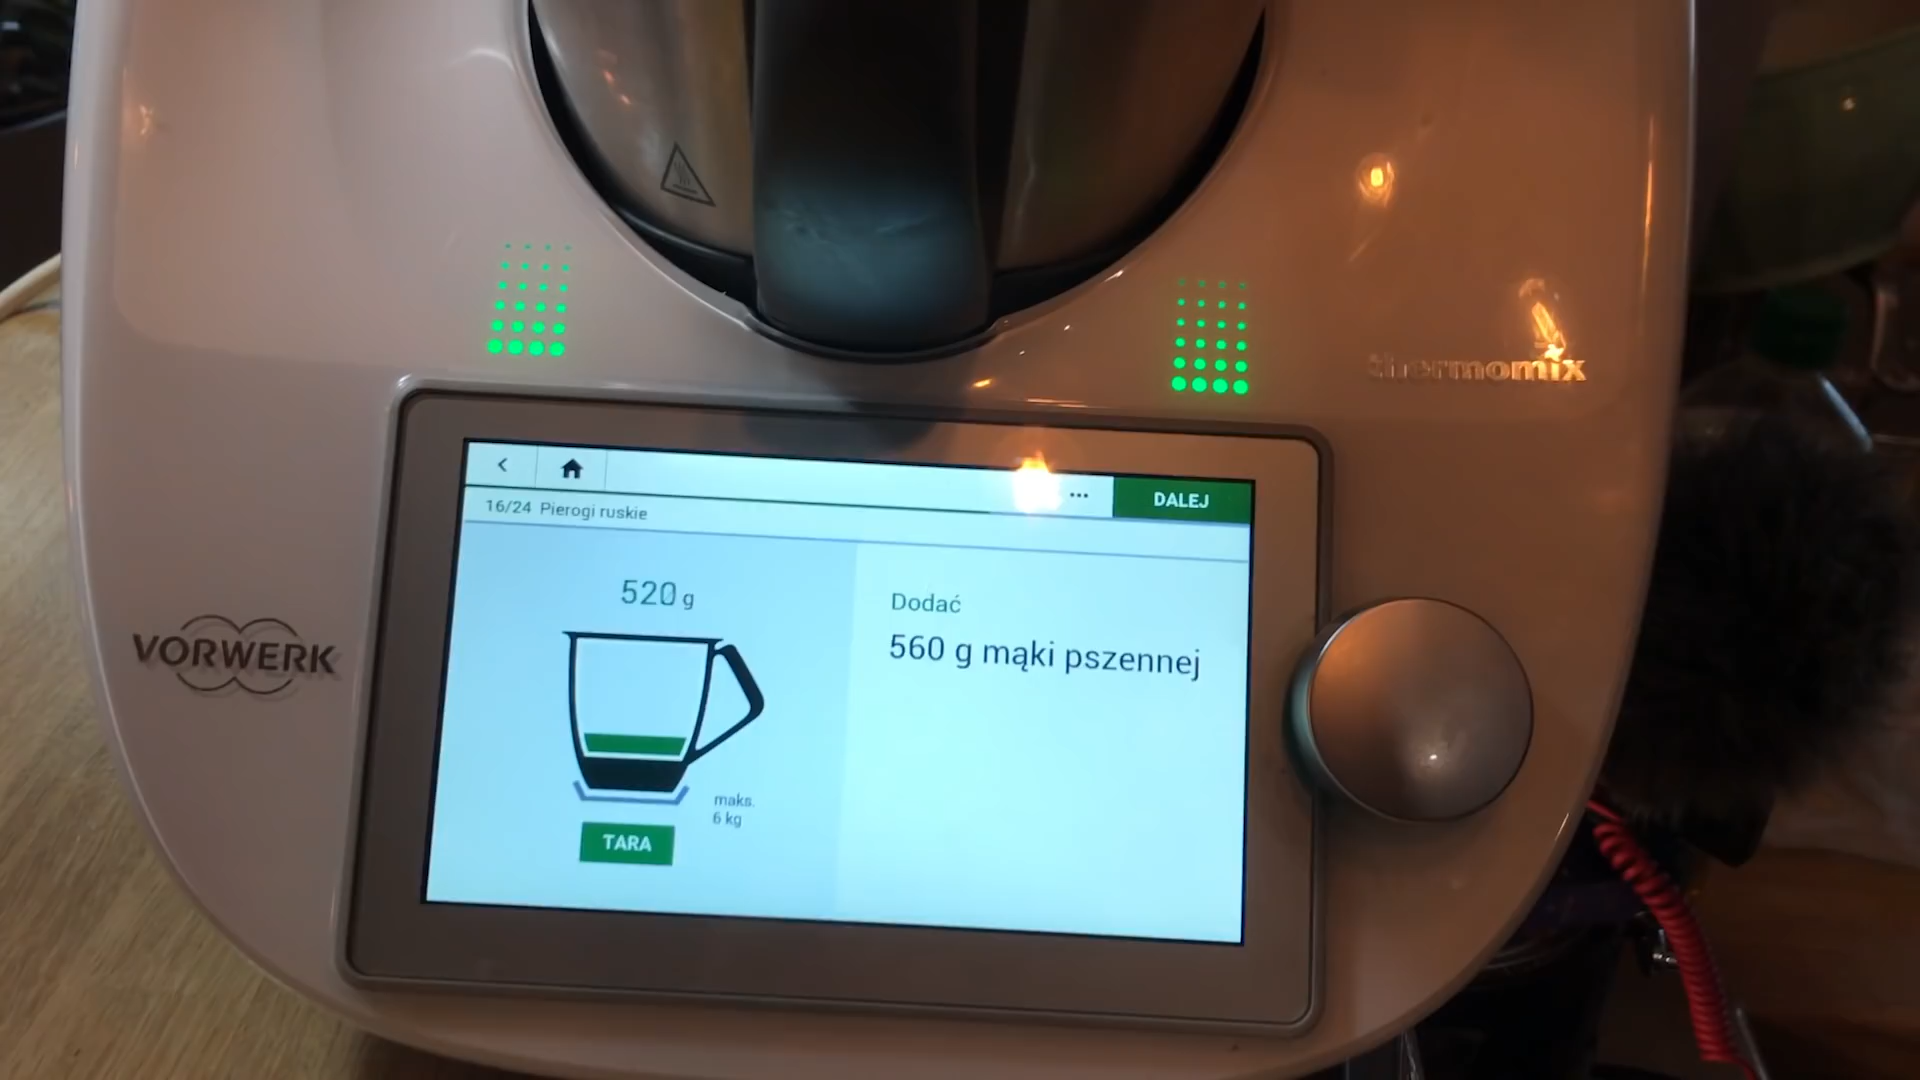 thermomix
DALEJ
16/24 Pierogi ruskie
520 g
Dodać
560 g mąki pszennej
VORWERK
maks.
6 kg
TARA